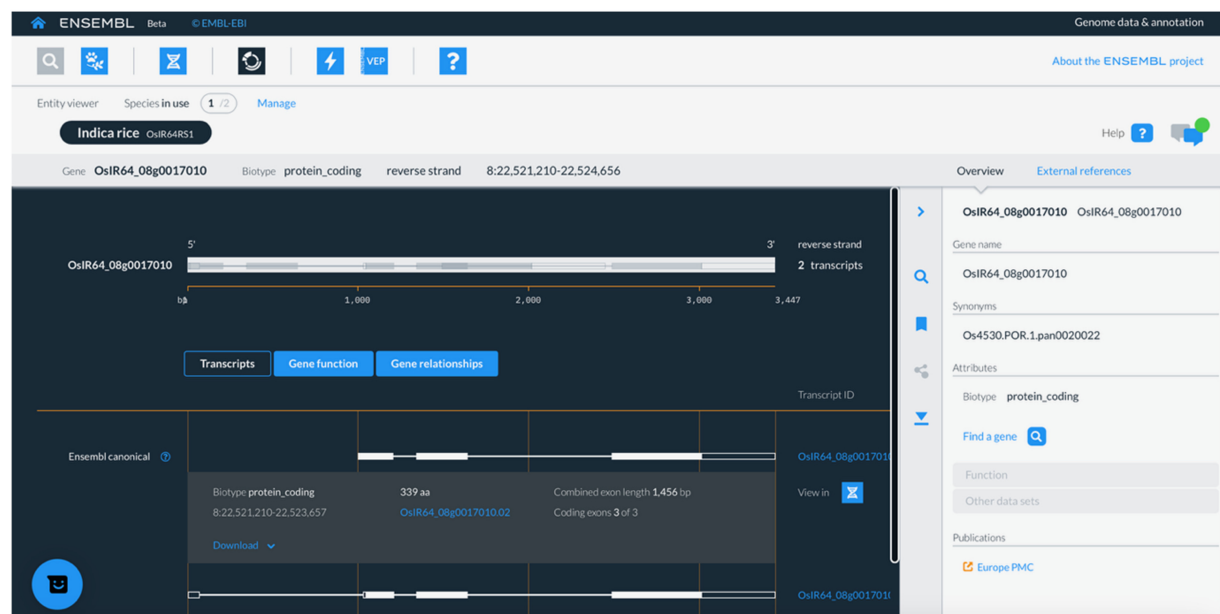 ENSEMBL Beta © EMBL-EBI Genome data & annotation
VEP ? About the ENSEMBL project
Entity viewer Species in use 1 /2 Manage
Indica rice OsIR64RS1 Help ?
Gene OsIR64_08g0017010 Biotype protein_coding reverse strand 8:22,521,210-22,524,656 Overview External references
OsIR64_08g0017010 OsIR64_08g0017010
5' 3' reverse strand Gene name
OsIR64_08g0017010 2 transcripts OsIR64_08g0017010
bp 1,000 2,000 3,000 3,447
Synonyms
Os4530.POR.1.pan0020022
Transcripts Gene function Gene relationships Attributes
Transcript ID Biotype protein_coding
Find a gene
Ensembl canonical ? OsIR64_08g001701
Function
Biotype protein_coding 339 aa Combined exon length 1,456 bp View in
Other data sets
8:22,521,210-22,523,657 OsIR64_08g0017010.02 Coding exons 3 of 3
Publications
Download
Europe PMC
OsIR64_08g001701